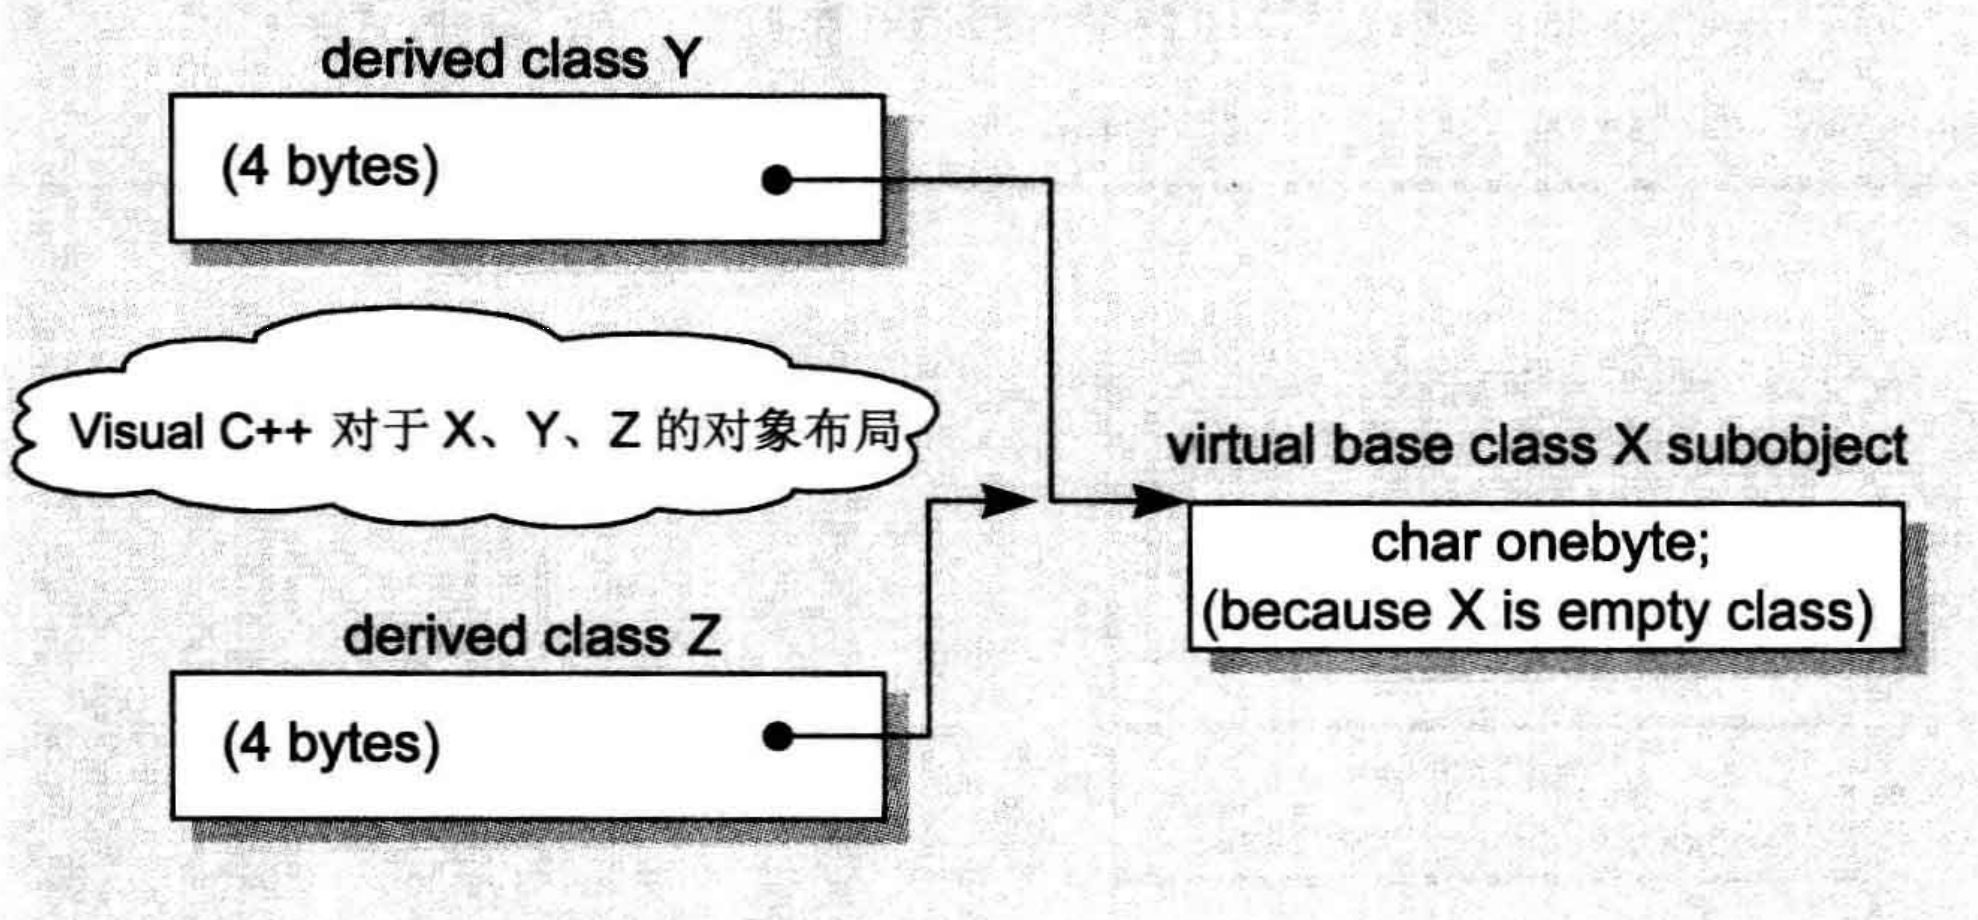 derived class Y
(4 bytes)
Visual C++ 对于 X、Y、Z 的对象布局
virtual base class X subobject
char onebyte;
(because X is empty class)
derived class Z
(4 bytes)